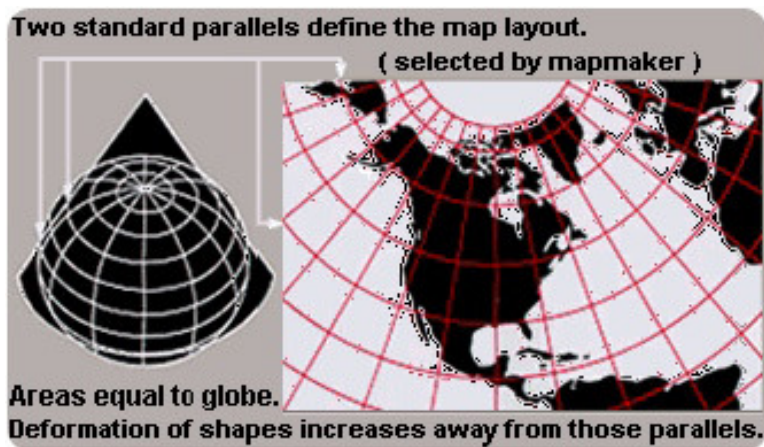 Two standard parallels define the map layout.
( selected by mapmaker )
Areas equal to globe.
Deformation of shapes increases away from those parallels.